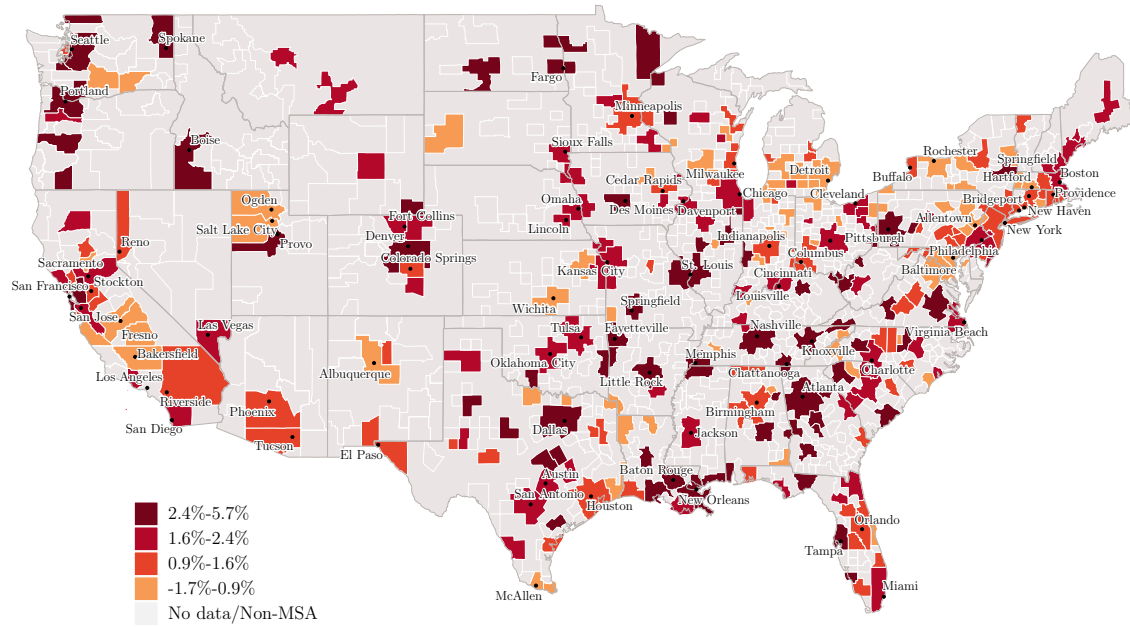 Seattle
Spokane
Fargo
Portland
Minneapolis
Boise
Sioux Falls
Rochester
Springfield
Milwaukee
Detroit
Buffalo
Hartford
Boston
Cedar Rapids
Cleveland
Bridgeport
Providence
Ogden
Omaha
Des Moines
Davenport
Chicago
New Haven
Fort Collins
Allentown
Salt Lake City
Lincoln
New York
Reno
Provo
Denver
Indianapolis
Pittsburgh
Philadelphia
Colorado Springs
Columbus
Sacramento
Kansas City
St. Louis
Cincinnati
Baltimore
San Francisco
Stockton
Louisville
Wichita
Springfield
San Jose
Las Vegas
Tulsa
Fayetteville
Nashville
Virginia Beach
Fresno
Bakersfield
Knoxville
Oklahoma City
Memphis
Chattanooga
Charlotte
Los Angeles
Albuquerque
Little Rock
Atlanta
Riverside
Phoenix
Birmingham
San Diego
Dallas
Jackson
Tucson
El Paso
Baton Rouge
Austin
San Antonio
New Orleans
Houston
Orlando
Tampa
Miami
McAllen
2.4%-5.7%
1.6%-2.4%
0.9%-1.6%
-1.7%-0.9%
No data/Non-MSA